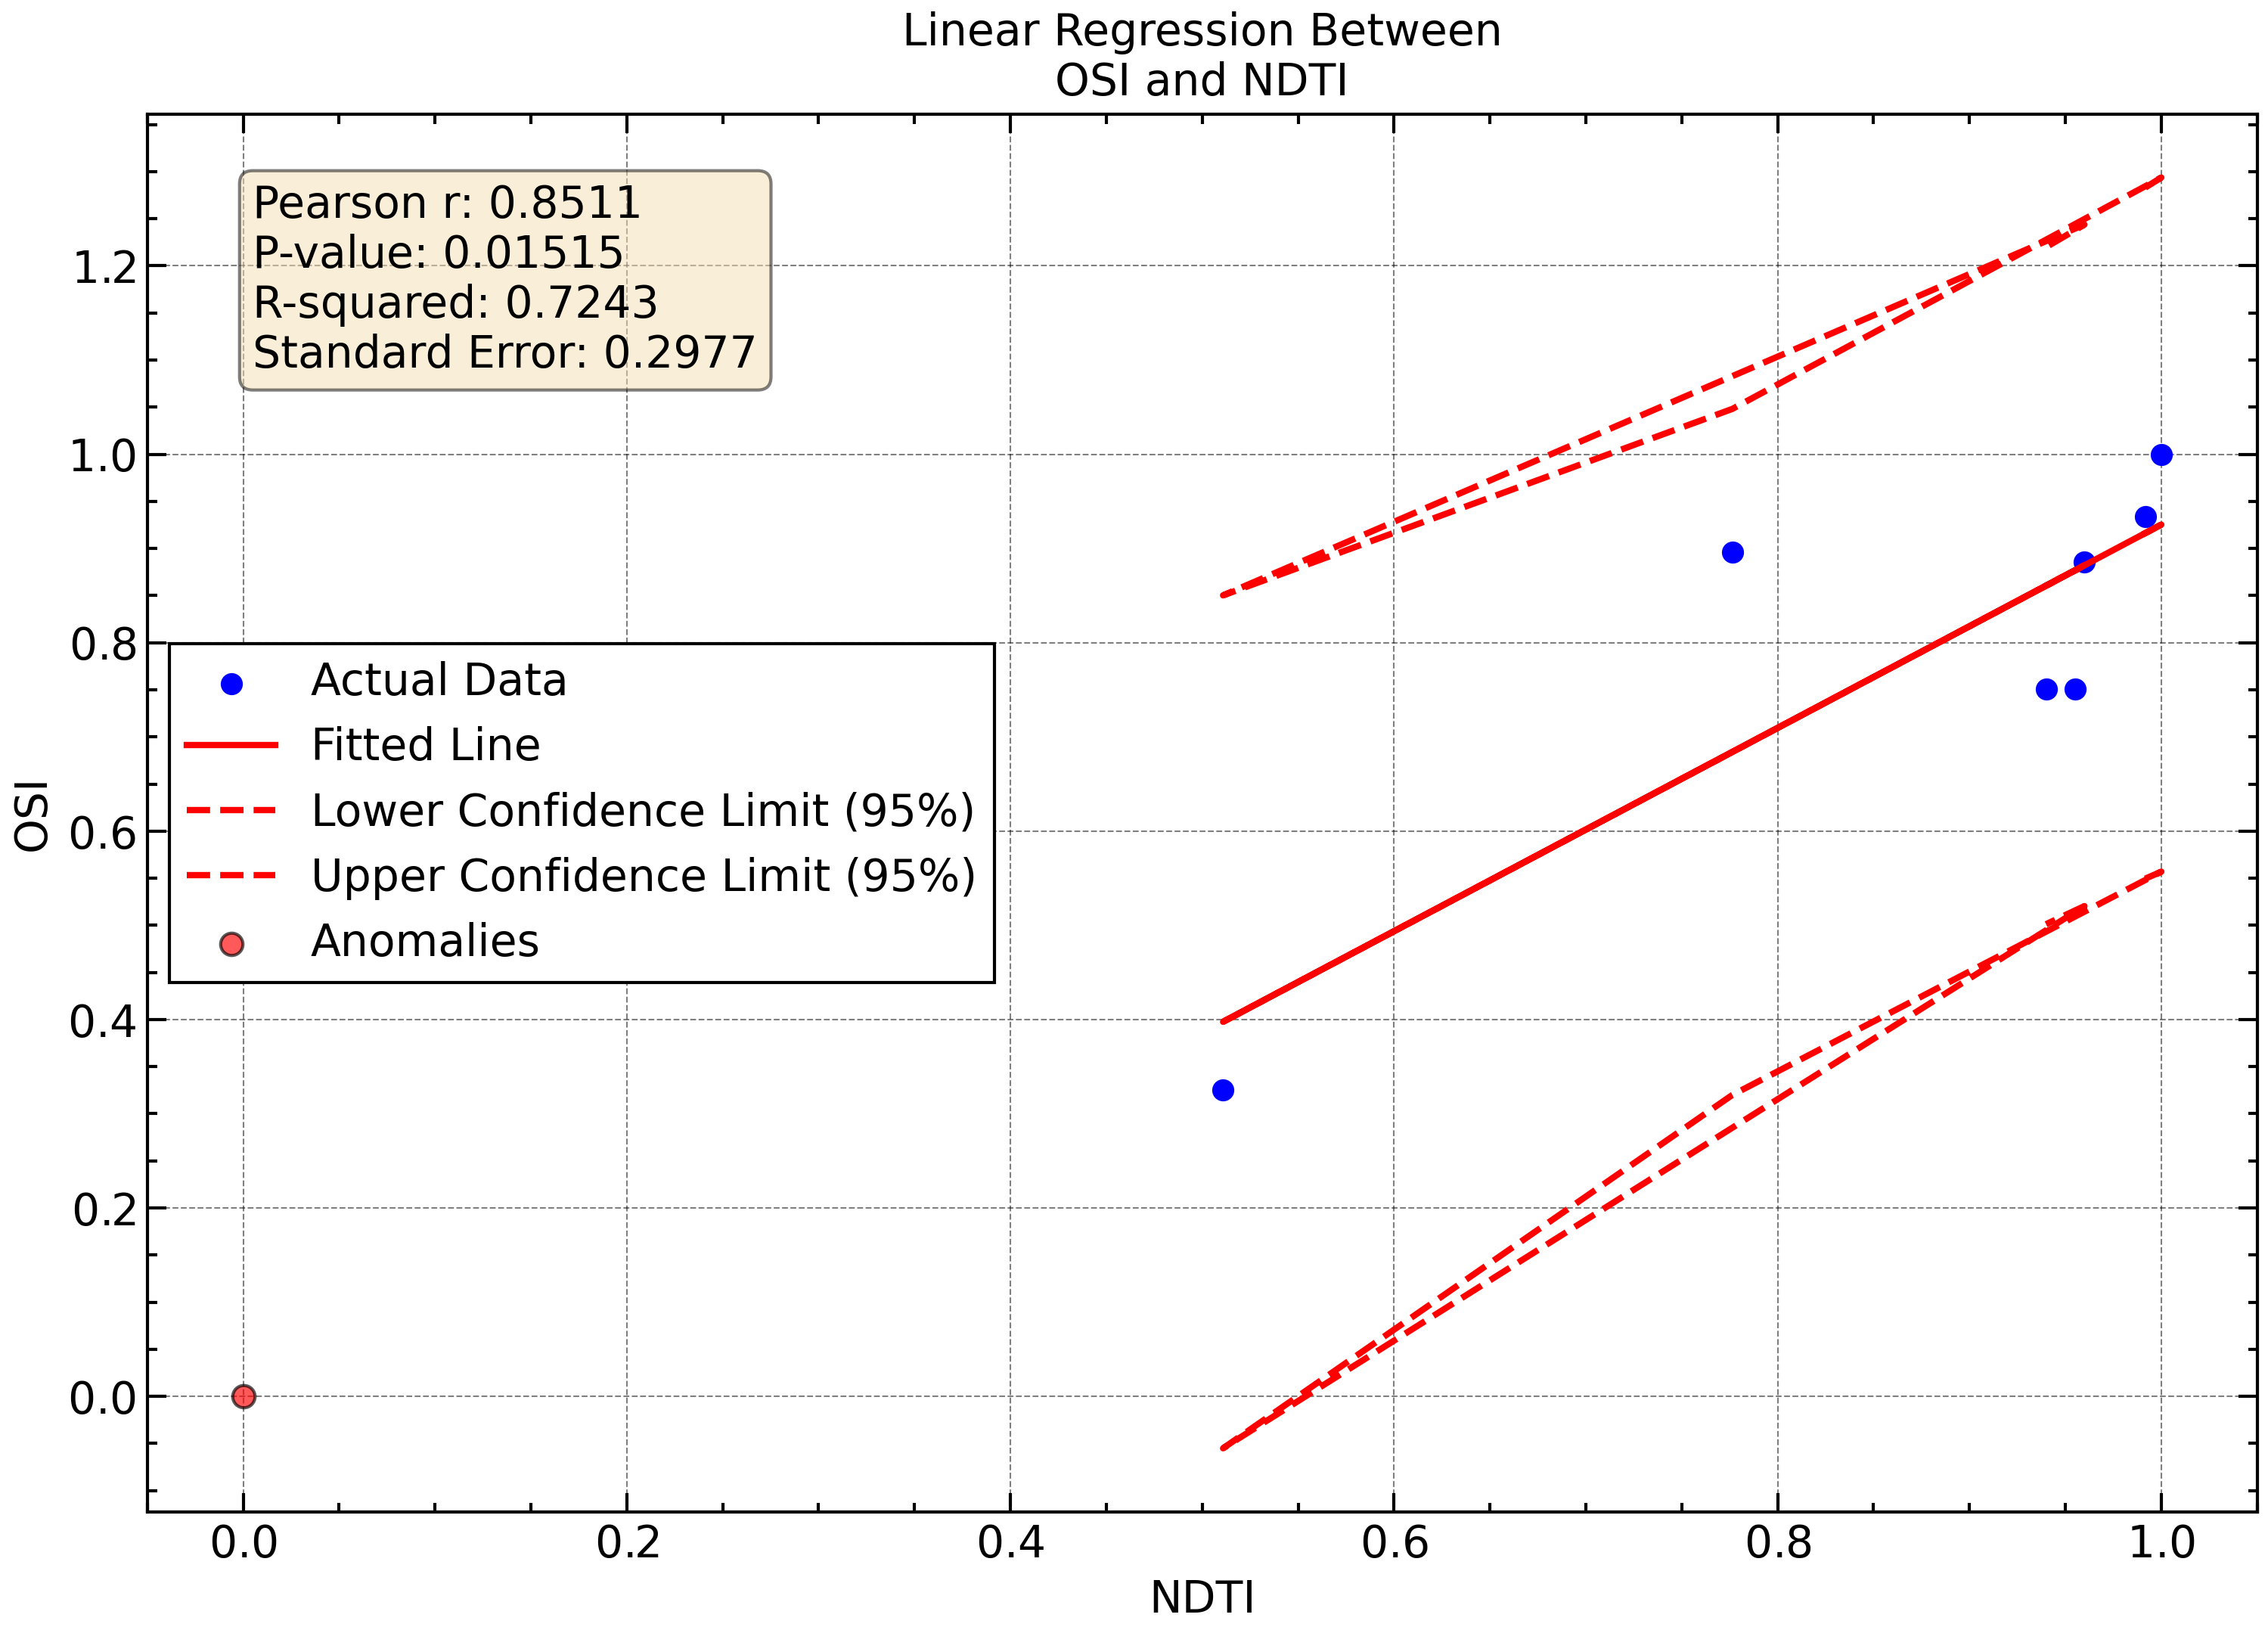 Linear Regression Between
OSI and NDTI
Pearson r: 0.8511
P-value: 0.01515
R-squared: 0.7243
Standard Error: 0.2977
1.2
1.0
0.8
0.6
0.4
0.2
0.0
OSI
Actual Data
Fitted Line
Lower Confidence Limit (95%)
Upper Confidence Limit (95%)
Anomalies
0.0 0.2 0.4 0.6 0.8 1.0
NDTI